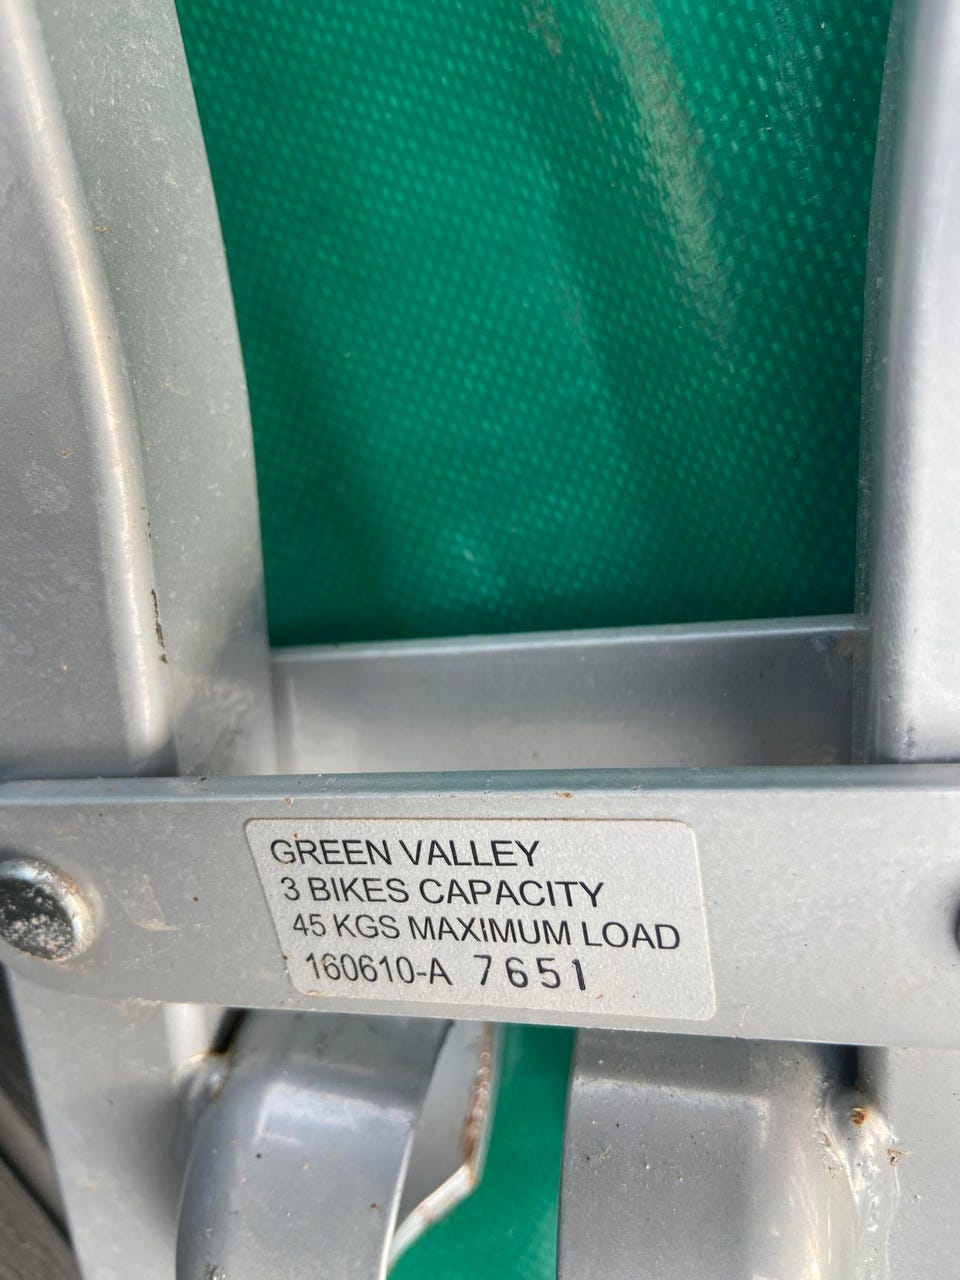 GREEN VALLEY
3 BIKES CAPACITY
45 KGS MAXIMUM LOAD
160610-A 7651